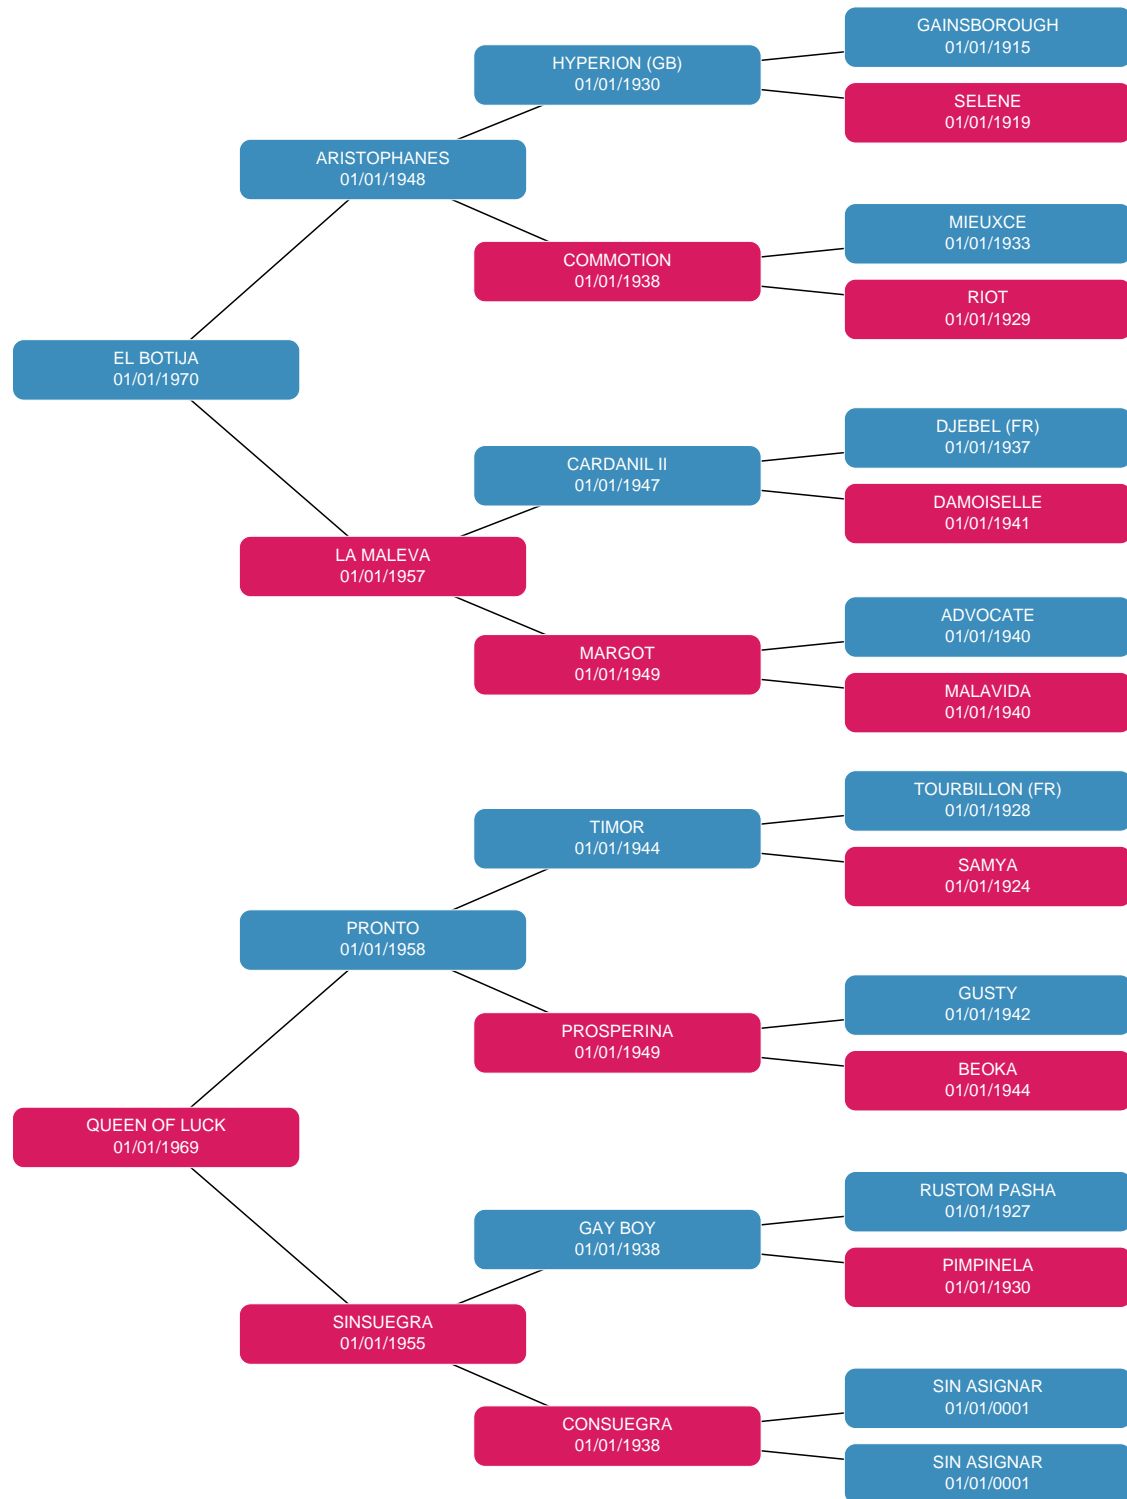 GAINSBOROUGH
01/01/1915
HYPERION (GB)
01/01/1930
SELENE
01/01/1919
ARISTOPHANES
01/01/1948
MIEUXCE
01/01/1933
COMMOTION
01/01/1938
RIOT
01/01/1929
EL BOTIJA
01/01/1970
DJEBEL (FR)
01/01/1937
CARDANIL II
01/01/1947
DAMOISELLE
01/01/1941
LA MALEVA
01/01/1957
ADVOCATE
01/01/1940
MARGOT
01/01/1949
MALAVIDA
01/01/1940
TOURBILLON (FR)
01/01/1928
TIMOR
01/01/1944
SAMYA
01/01/1924
PRONTO
01/01/1958
GUSTY
01/01/1942
PROSPERINA
01/01/1949
BEOKA
01/01/1944
QUEEN OF LUCK
01/01/1969
RUSTOM PASHA
01/01/1927
GAY BOY
01/01/1938
PIMPINELA
01/01/1930
SINSUEGRA
01/01/1955
SIN ASIGNAR
01/01/0001
CONSUEGRA
01/01/1938
SIN ASIGNAR
01/01/0001